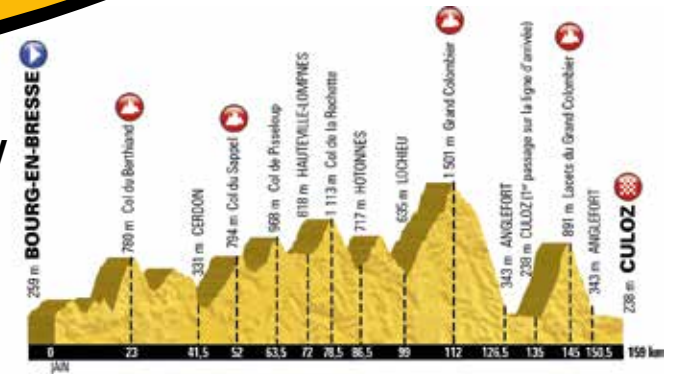 259 m BOURG-EN-BRESSE
780 m Col du Berthiand
331 m CERDON
794 m Col du Sappel
968 m Col de Pisseloup
818 m HAUTEVILLE-LOMPNES
1 113 m Col de la Rochette
717 m HOTONNES
635 m LOCHIEU
1 501 m Grand Colombier
343 m ANGLEFORT
238 m CULOZ (1er passage sur la ligne d'arrivée)
891 m Lacets du Grand Colombier
343 m ANGLEFORT
238 m CULOZ
0 23 41,5 52 63,5 72 78,5 86,5 99 112 126,5 135 145 150,5 159 km
JAIN